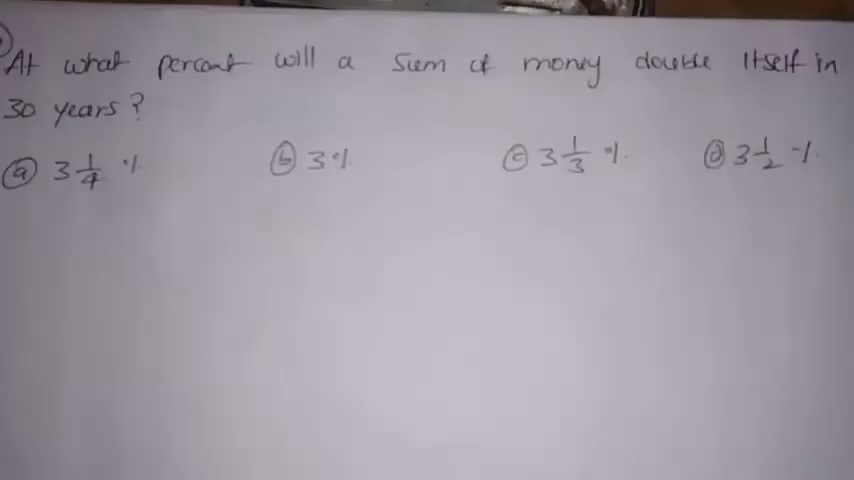 At what percent will a sum of money double itself in
30 years?
ⓐ 3 1/4 % ⓑ 3% ⓒ 3 1/3 % ⓓ 3 1/2 %